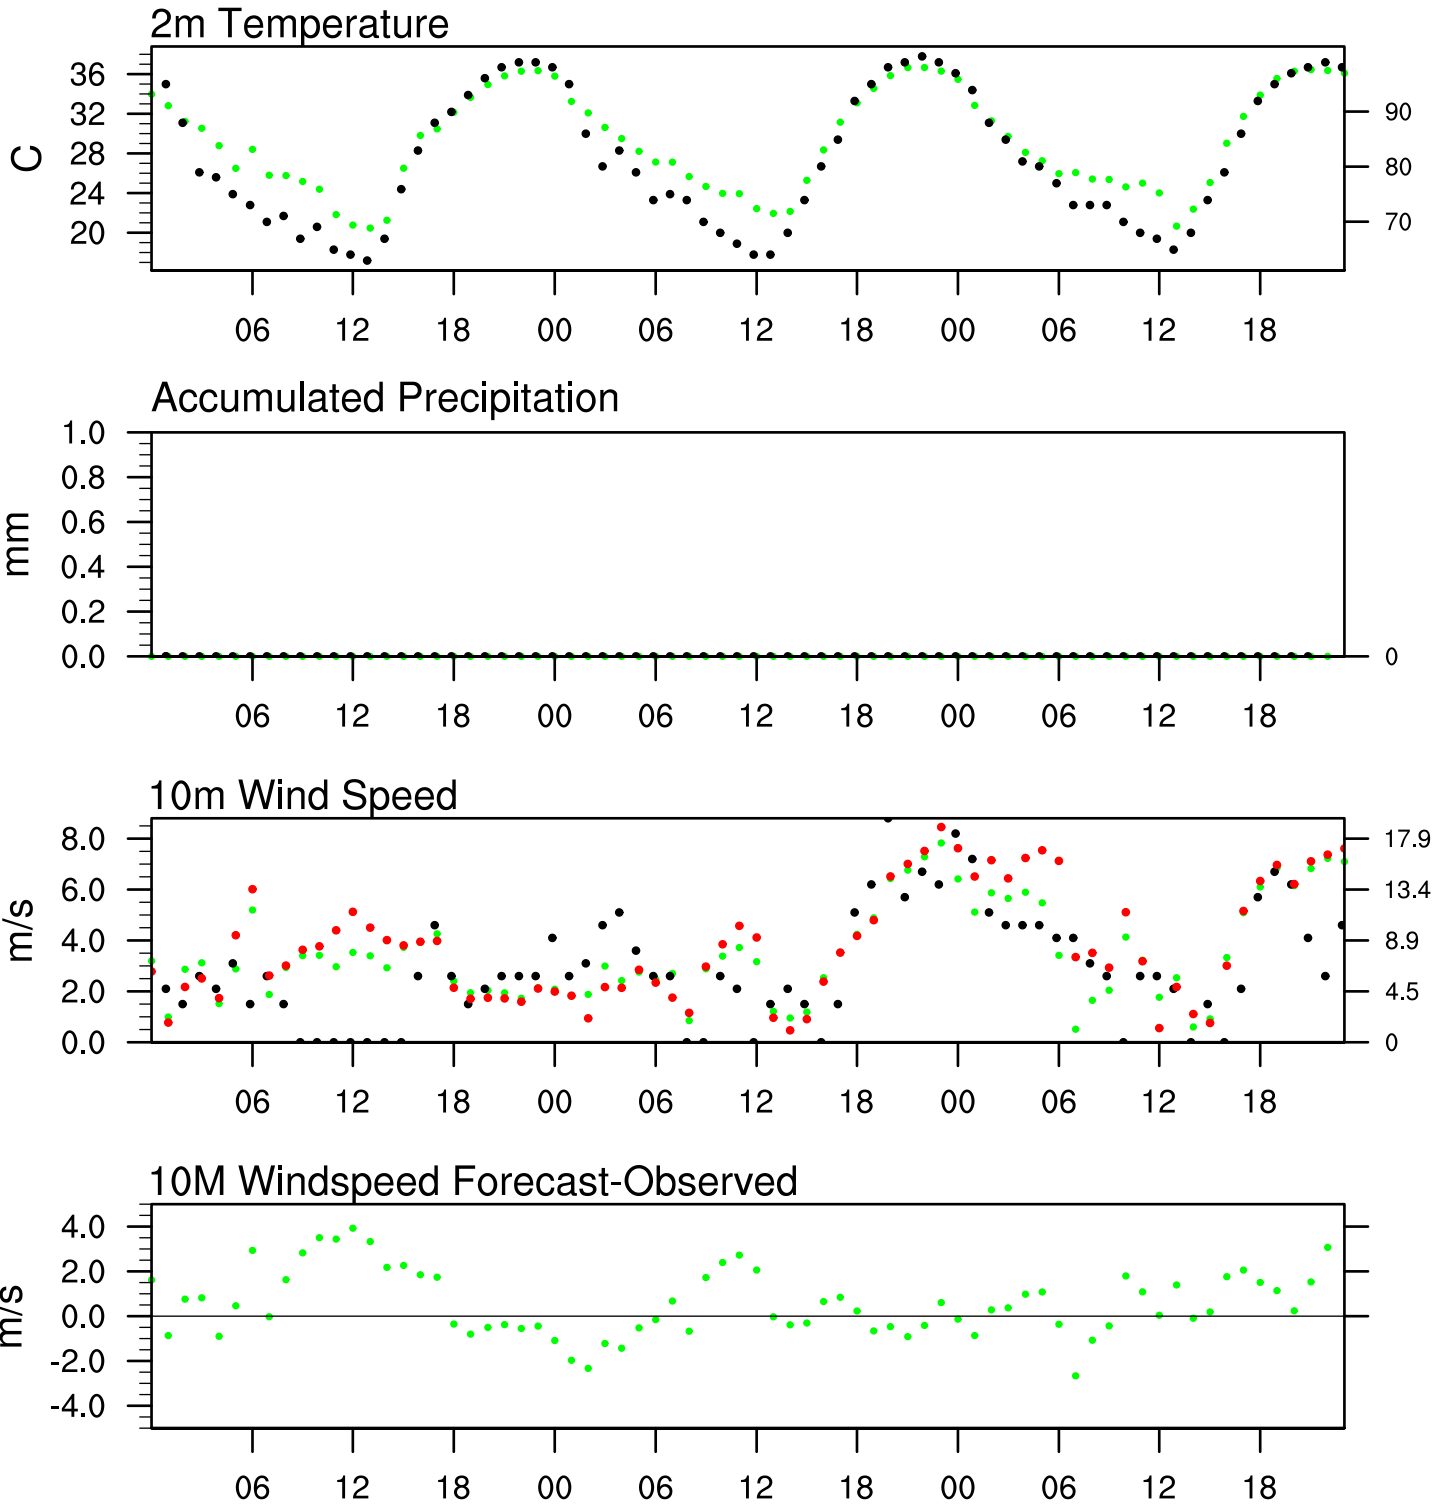 2m Temperature
C
36
32
28
24
20
90
80
70
06 12 18 00 06 12 18 00 06 12 18
Accumulated Precipitation
mm
1.0
0.8
0.6
0.4
0.2
0.0
0
06 12 18 00 06 12 18 00 06 12 18
10m Wind Speed
m/s
8.0
6.0
4.0
2.0
0.0
17.9
13.4
8.9
4.5
0
06 12 18 00 06 12 18 00 06 12 18
10M Windspeed Forecast-Observed
m/s
4.0
2.0
0.0
-2.0
-4.0
06 12 18 00 06 12 18 00 06 12 18